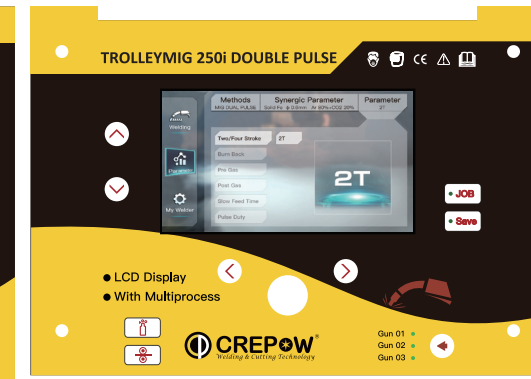 TROLLEYMIG 250i DOUBLE PULSE
CE
Methods Synergic Parameter Parameter
MIG DUAL PULSE Solid Fe ϕ 0.9mm Ar 80%+CO2 20% 2T
Welding
Two/Four Stroke 2T
Burn Back
Parameter
Pre Gas
2T
Post Gas
Slow Feed Time
My Welder
Pulse Duty
JOB
Save
● LCD Display
● With Multiprocess
CREPOW®
Welding & Cutting Technology
Gun 01
Gun 02
Gun 03